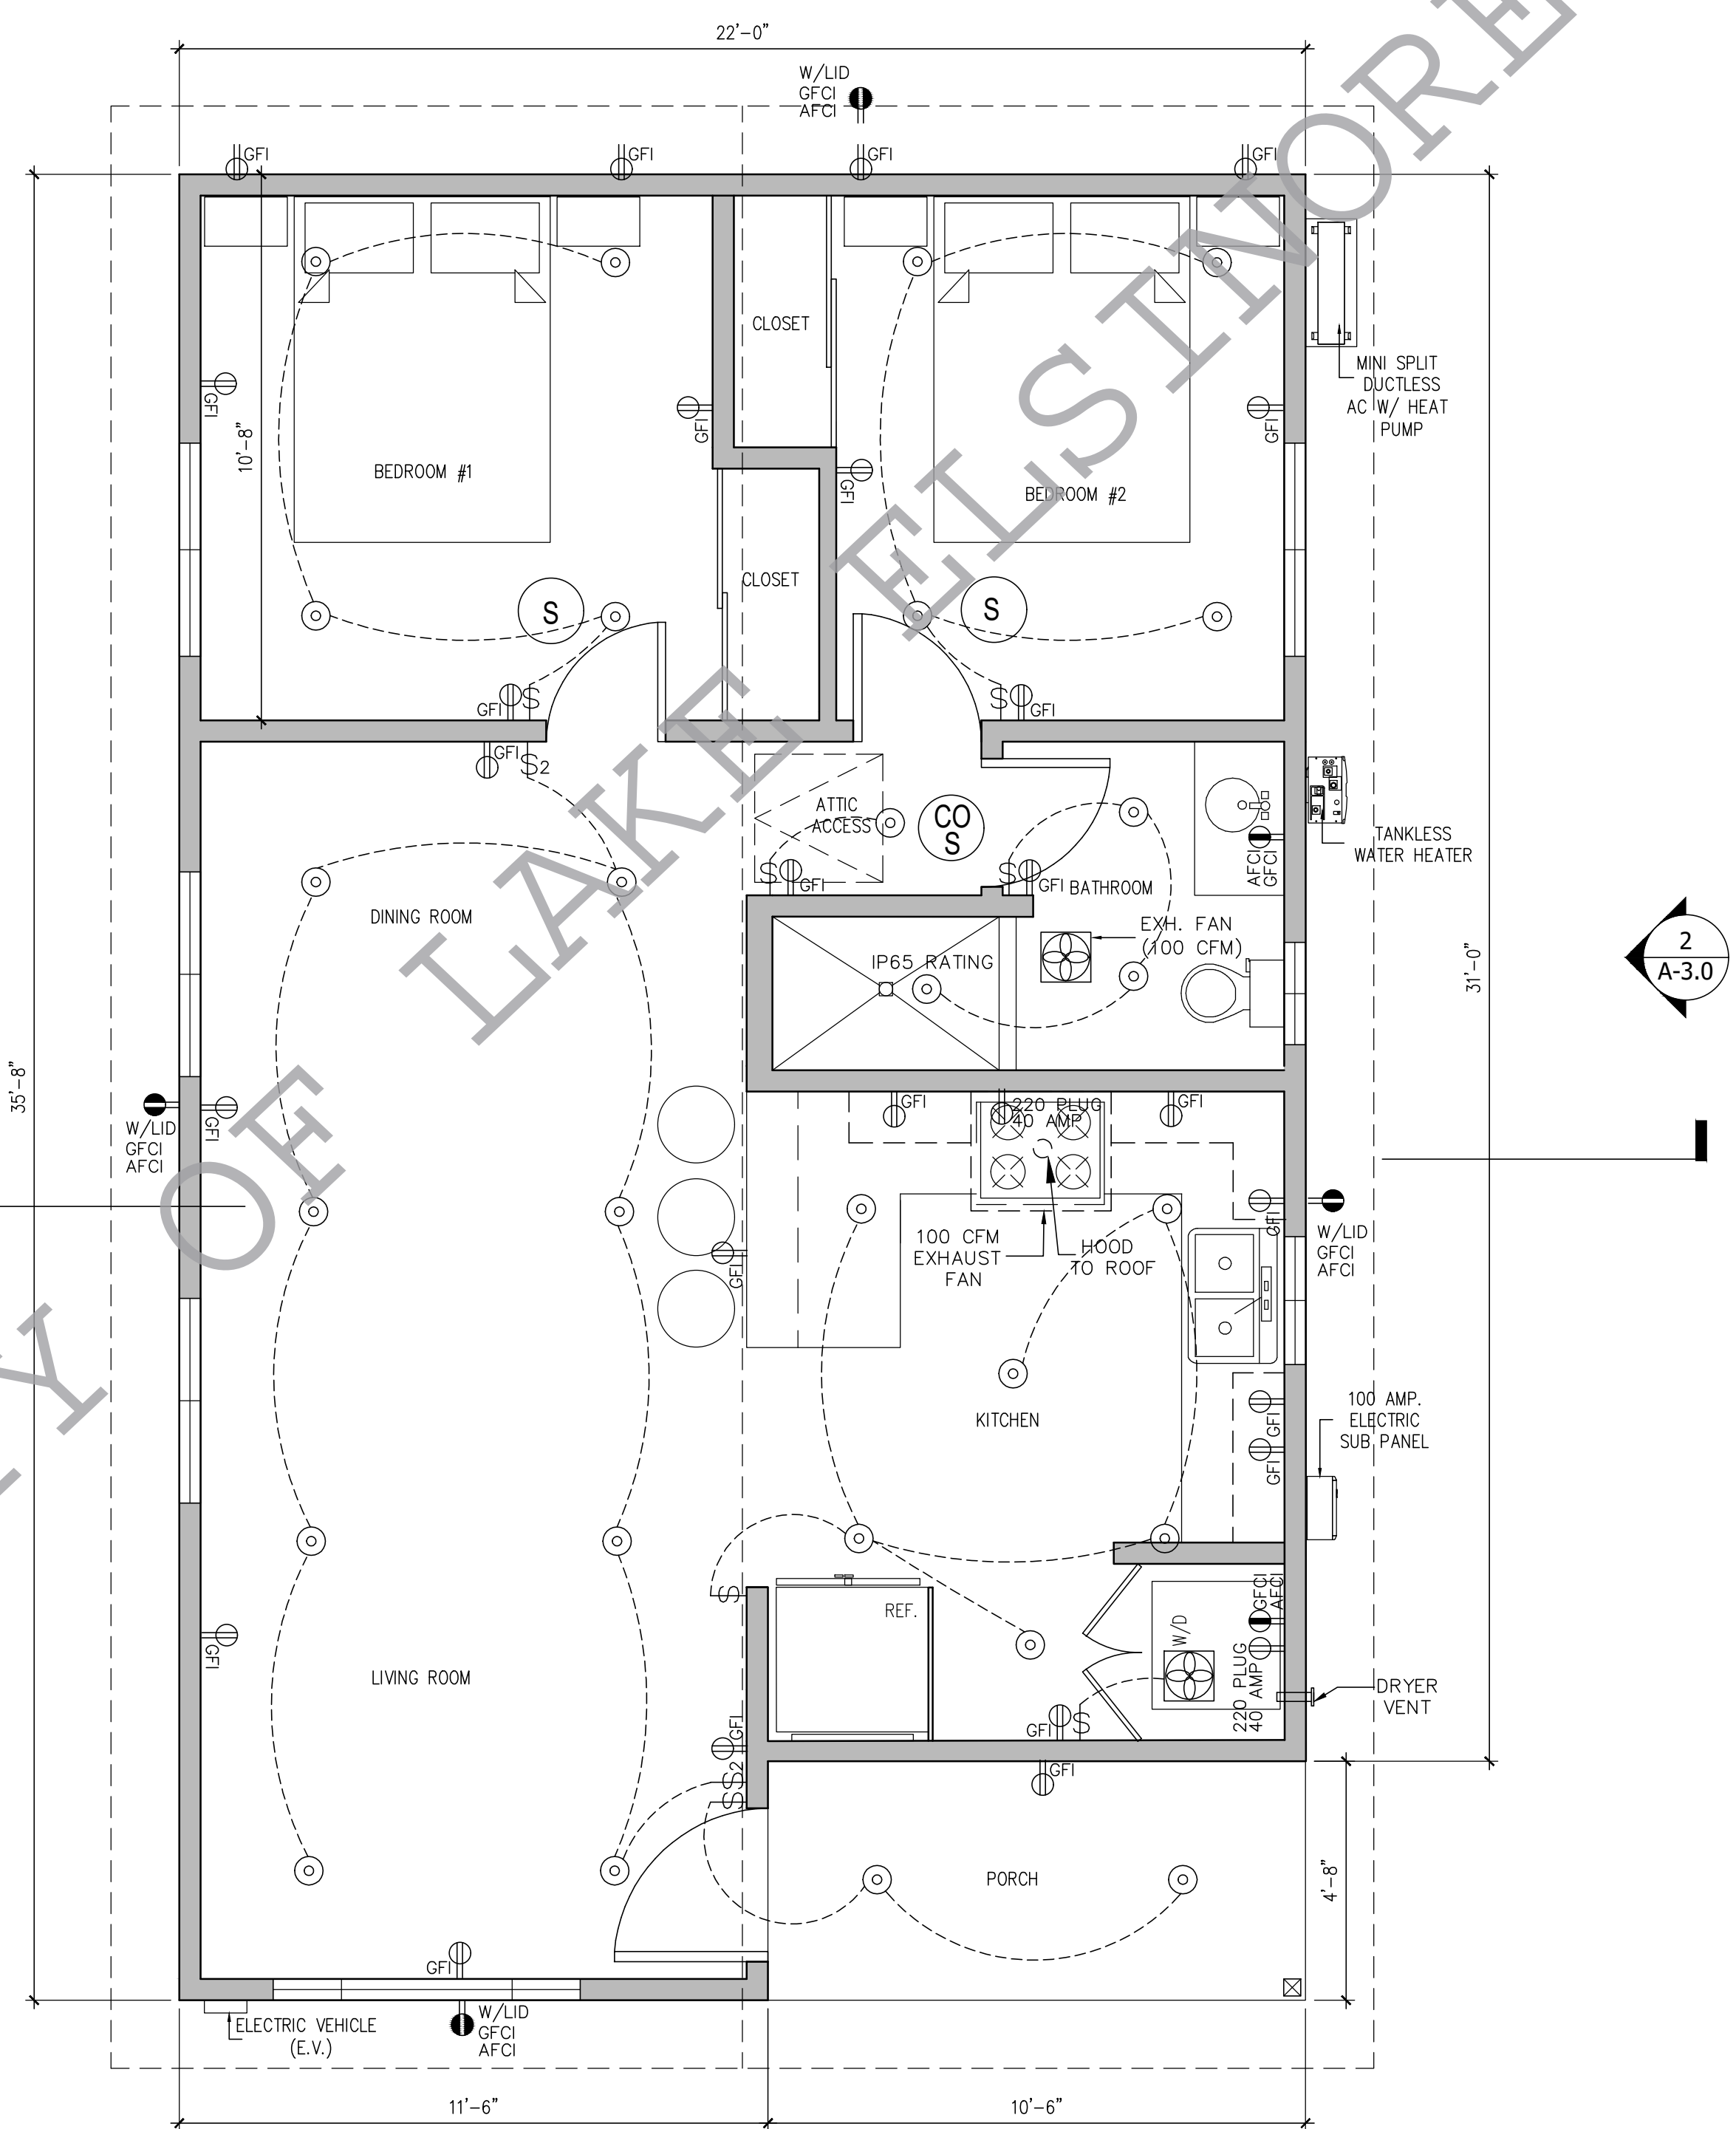 22'-0"
W/LID
GFCI
AFCI
GFI
GFI
GFI
GFI
CLOSET
MINI SPLIT
DUCTLESS
AC W/ HEAT
PUMP
GFI
GFI
GFI
10'-8"
BEDROOM #1
GFI
BEDROOM #2
CLOSET
S
S
GFI
S
S
GFI
GFI
S2
ATTIC
ACCESS
CO
S
TANKLESS
WATER HEATER
AFCI
GFCI
S
GFI
S
GFI
BATHROOM
DINING ROOM
EXH. FAN
(100 CFM)
IP65 RATING
2
A-3.0
31'-0"
35'-8"
W/LID
GFCI
AFCI
GFI
GFI
220 PLUG
40 AMP
GFI
GFI
W/LID
GFCI
AFCI
100 CFM
EXHAUST
FAN
HOOD
TO ROOF
GFI
KITCHEN
100 AMP.
ELECTRIC
SUB PANEL
GFI
GFI
S
REF.
GFCI
AFCI
W/D
220 PLUG
40 AMP
GFI
LIVING ROOM
DRYER
VENT
GFI
GFI
S
S2
S
S
GFI
PORCH
4'-8"
GFI
ELECTRIC VEHICLE
(E.V.)
W/LID
GFCI
AFCI
11'-6"
10'-6"
Y OF LAKE ELSINORE